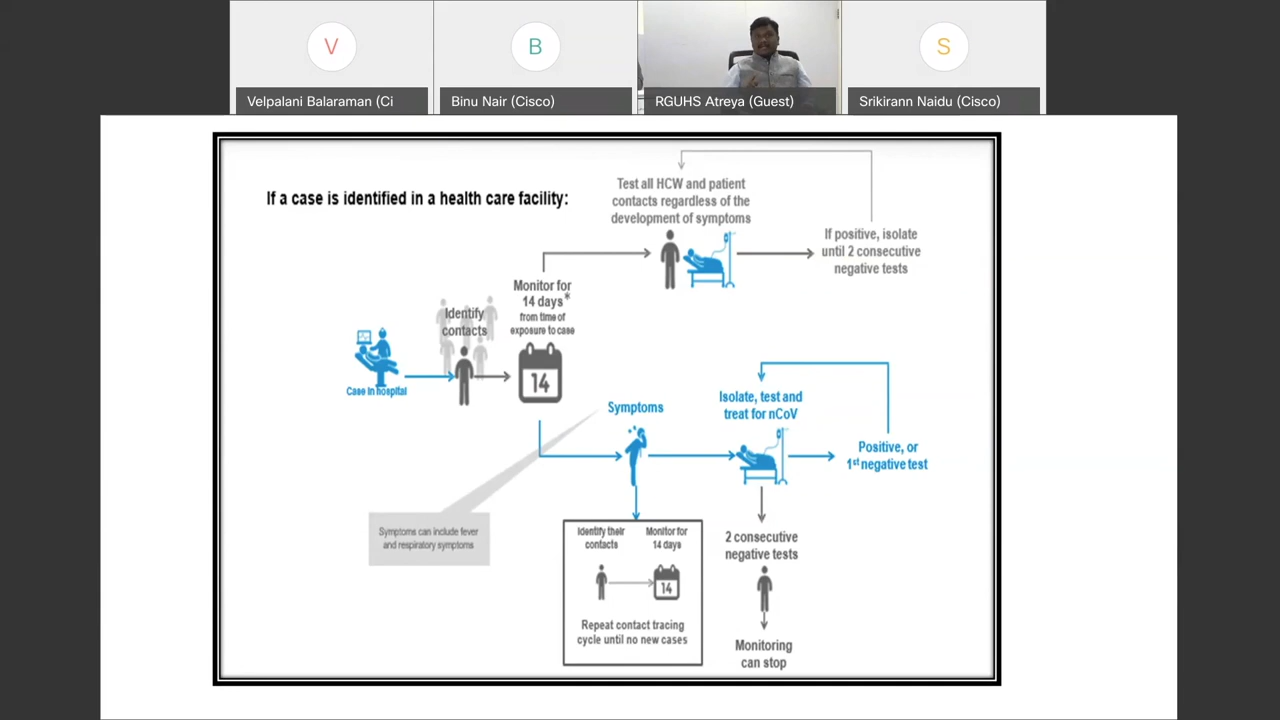 V
B
S
Velpalani Balaraman (Ci
Binu Nair (Cisco)
RGUHS Atreya (Guest)
Srikirann Naidu (Cisco)
If a case is identified in a health care facility:
Test all HCW and patient
contacts regardless of the
development of symptoms
If positive, isolate
until 2 consecutive
negative tests
Monitor for
14 days*
from time of
exposure to case
14
Identify
contacts
Case in hospital
Symptoms
Isolate, test and
treat for nCoV
Positive, or
1st negative test
Symptoms can include fever
and respiratory symptoms
Identify their
contacts
Monitor for
14 days
14
Repeat contact tracing
cycle until no new cases
2 consecutive
negative tests
Monitoring
can stop